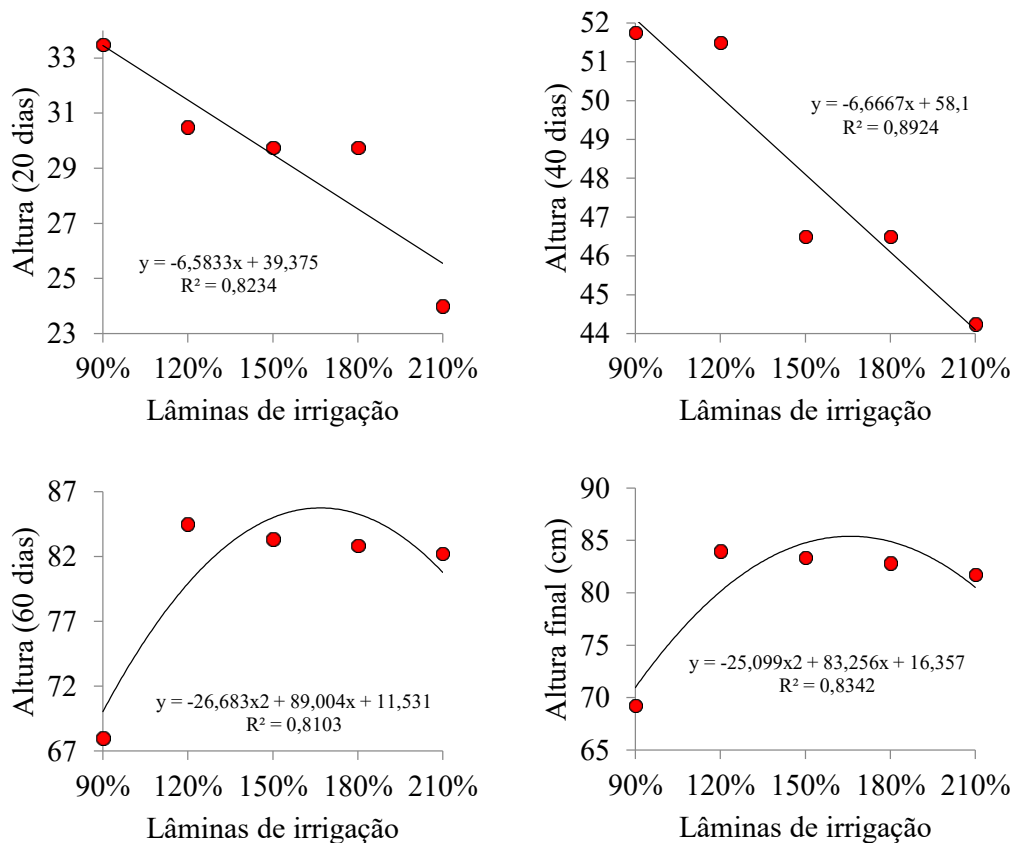 Altura (20 dias)
33
31
29
27
25
23
y = -6,5833x + 39,375
R² = 0,8234
90% 120% 150% 180% 210%
Lâminas de irrigação
Altura (40 dias)
52
51
50
49
48
47
46
45
44
y = -6,6667x + 58,1
R² = 0,8924
90% 120% 150% 180% 210%
Lâminas de irrigação
Altura (60 dias)
87
82
77
72
67
y = -26,683x2 + 89,004x + 11,531
R² = 0,8103
90% 120% 150% 180% 210%
Lâminas de irrigação
Altura final (cm)
90
85
80
75
70
65
y = -25,099x2 + 83,256x + 16,357
R² = 0,8342
90% 120% 150% 180% 210%
Lâminas de irrigação